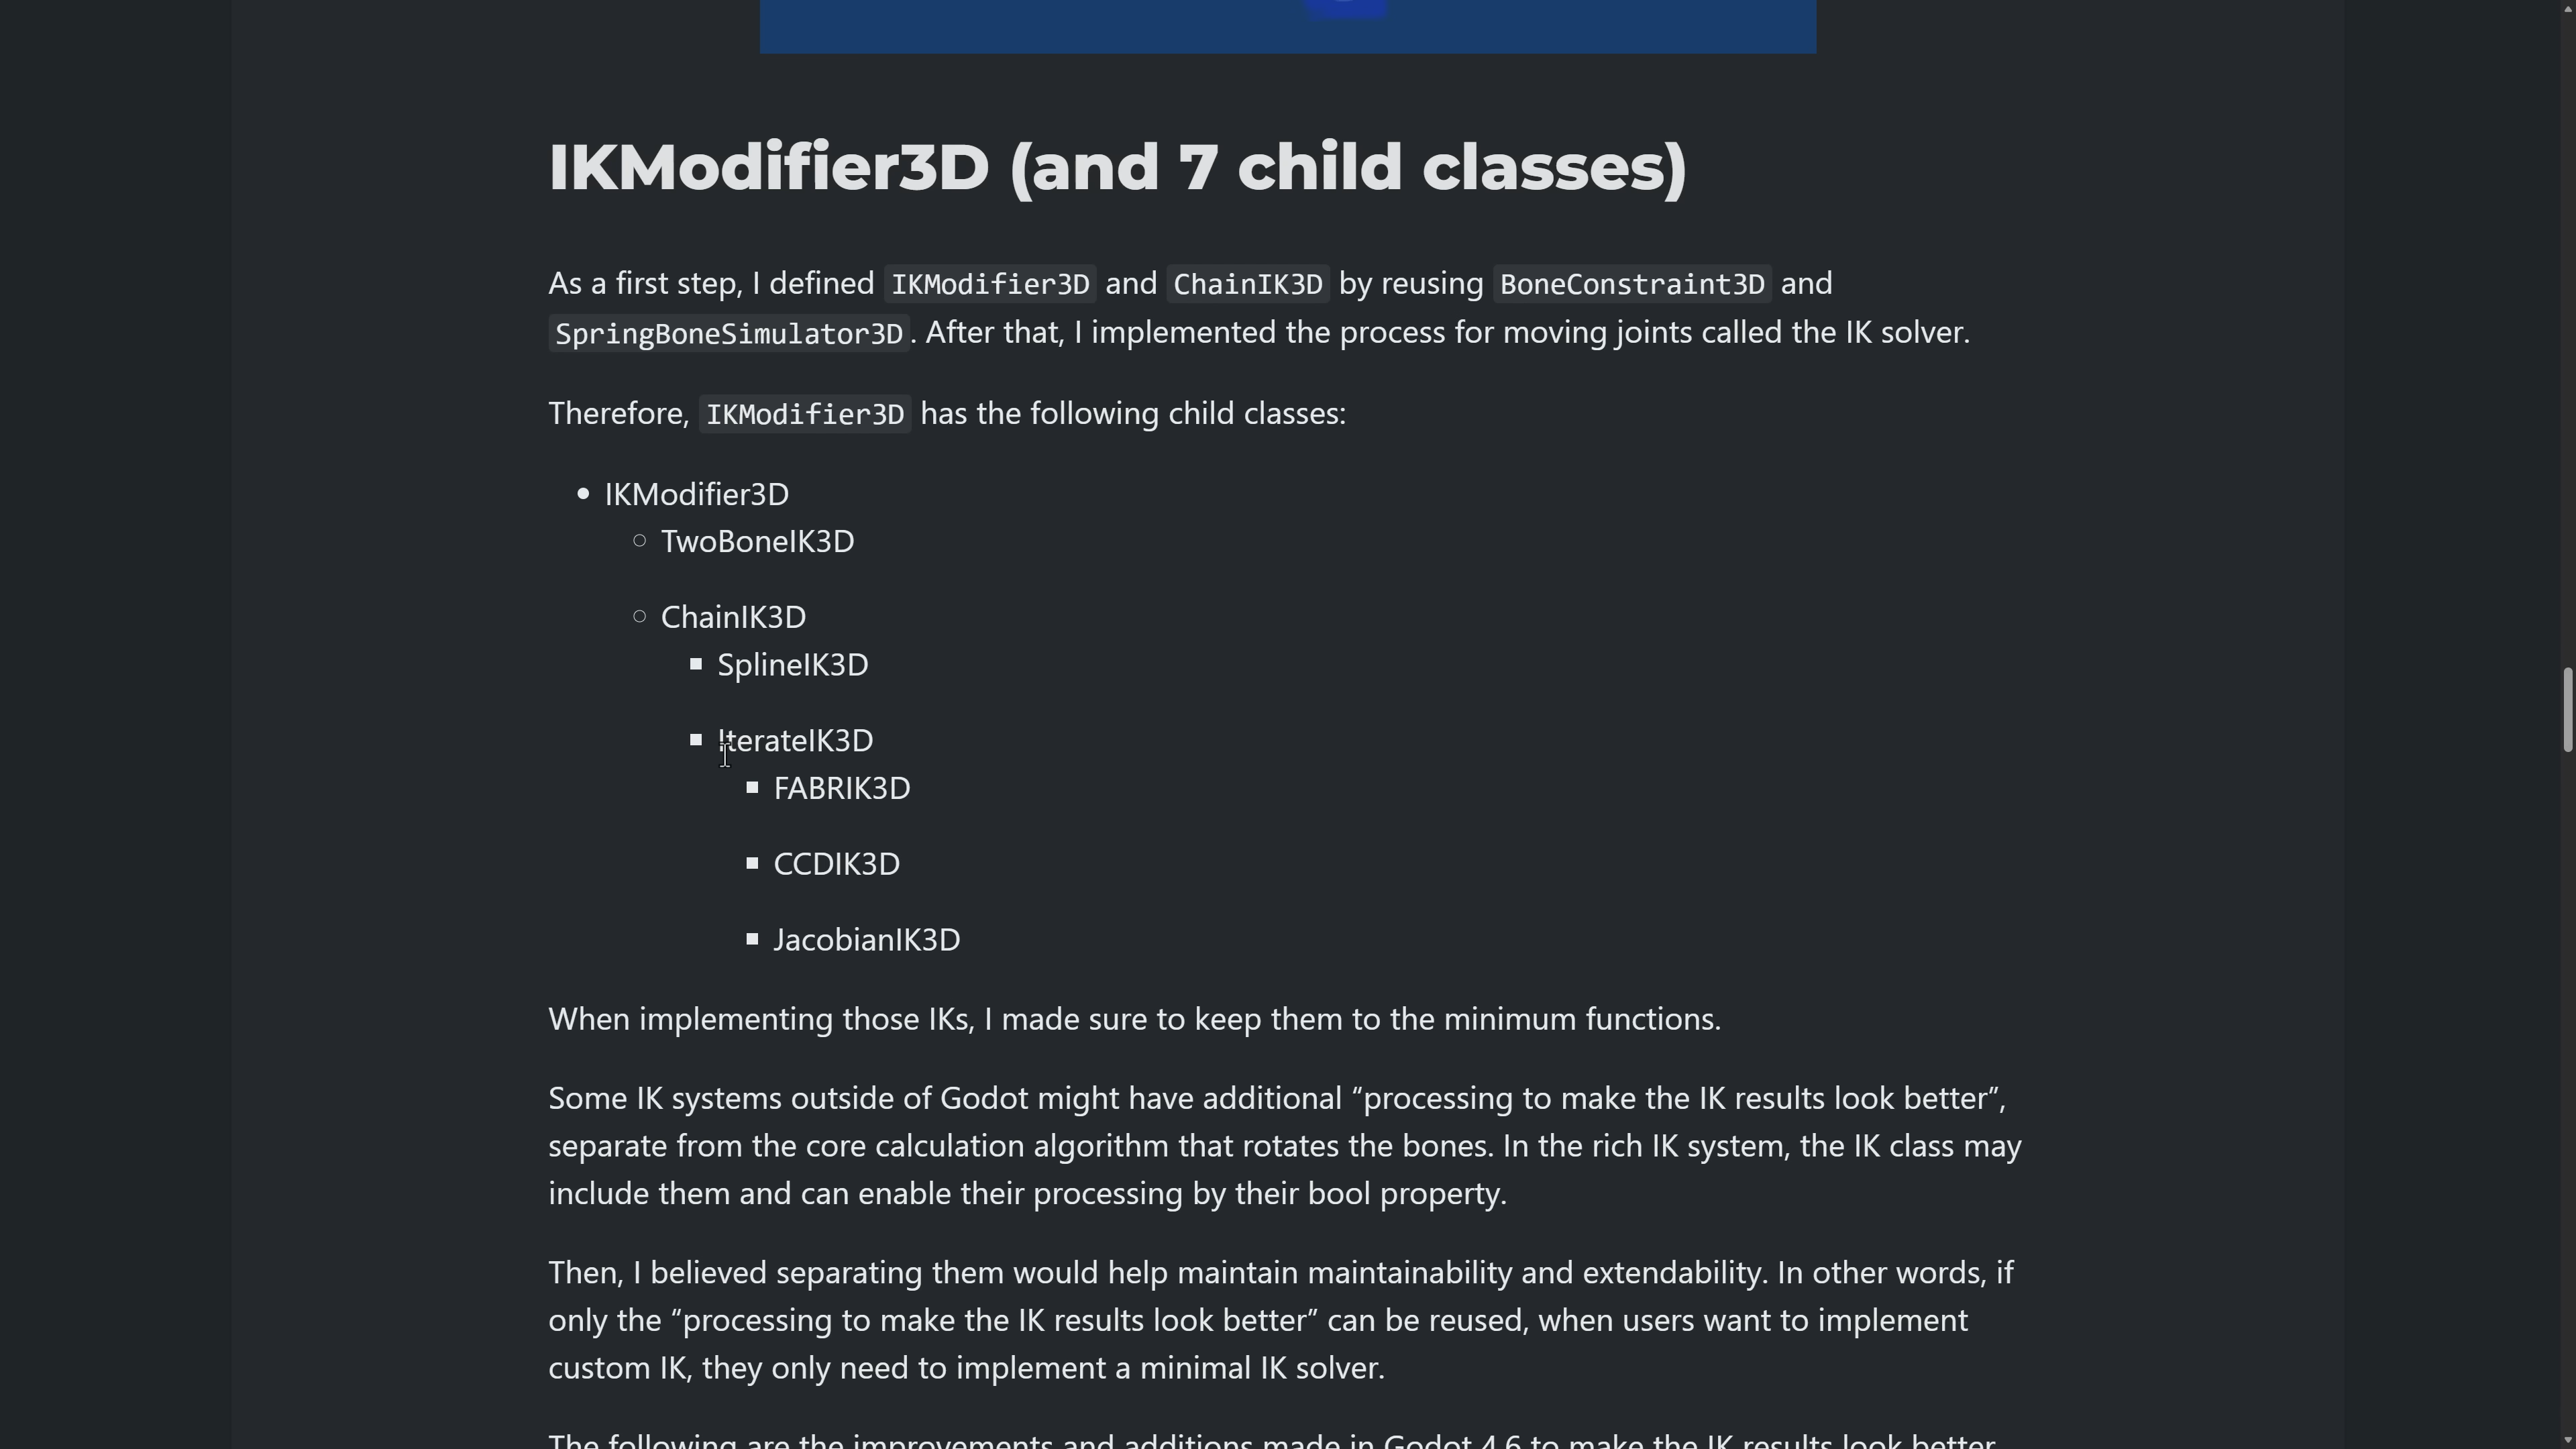 IKModifier3D (and 7 child classes)
As a first step, I defined IKModifier3D and ChainIK3D by reusing BoneConstraint3D and
SpringBoneSimulator3D. After that, I implemented the process for moving joints called the IK solver.
Therefore, IKModifier3D has the following child classes:
IKModifier3D
TwoBoneIK3D
ChainIK3D
SplineIK3D
IterateIK3D
FABRIK3D
CCDIK3D
JacobianIK3D
When implementing those IKs, I made sure to keep them to the minimum functions.
Some IK systems outside of Godot might have additional “processing to make the IK results look better”,
separate from the core calculation algorithm that rotates the bones. In the rich IK system, the IK class may
include them and can enable their processing by their bool property.
Then, I believed separating them would help maintain maintainability and extendability. In other words, if
only the “processing to make the IK results look better” can be reused, when users want to implement
custom IK, they only need to implement a minimal IK solver.
The following are the improvements and additions made in Godot 4.6 to make the IK results look better